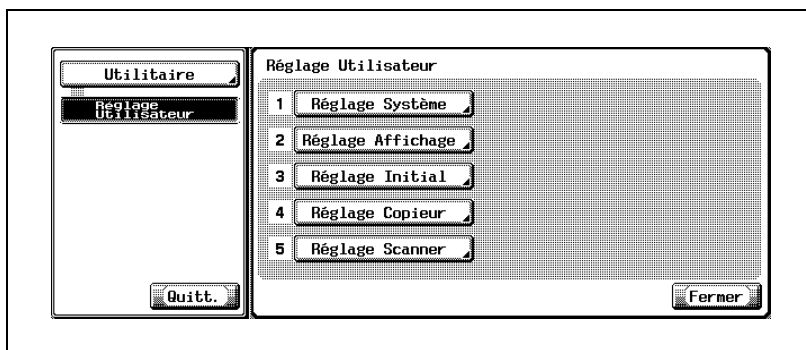 Utilitaire
Réglage
Utilisateur
Quitt.
Réglage Utilisateur
1 Réglage Système
2 Réglage Affichage
3 Réglage Initial
4 Réglage Copieur
5 Réglage Scanner
Fermer